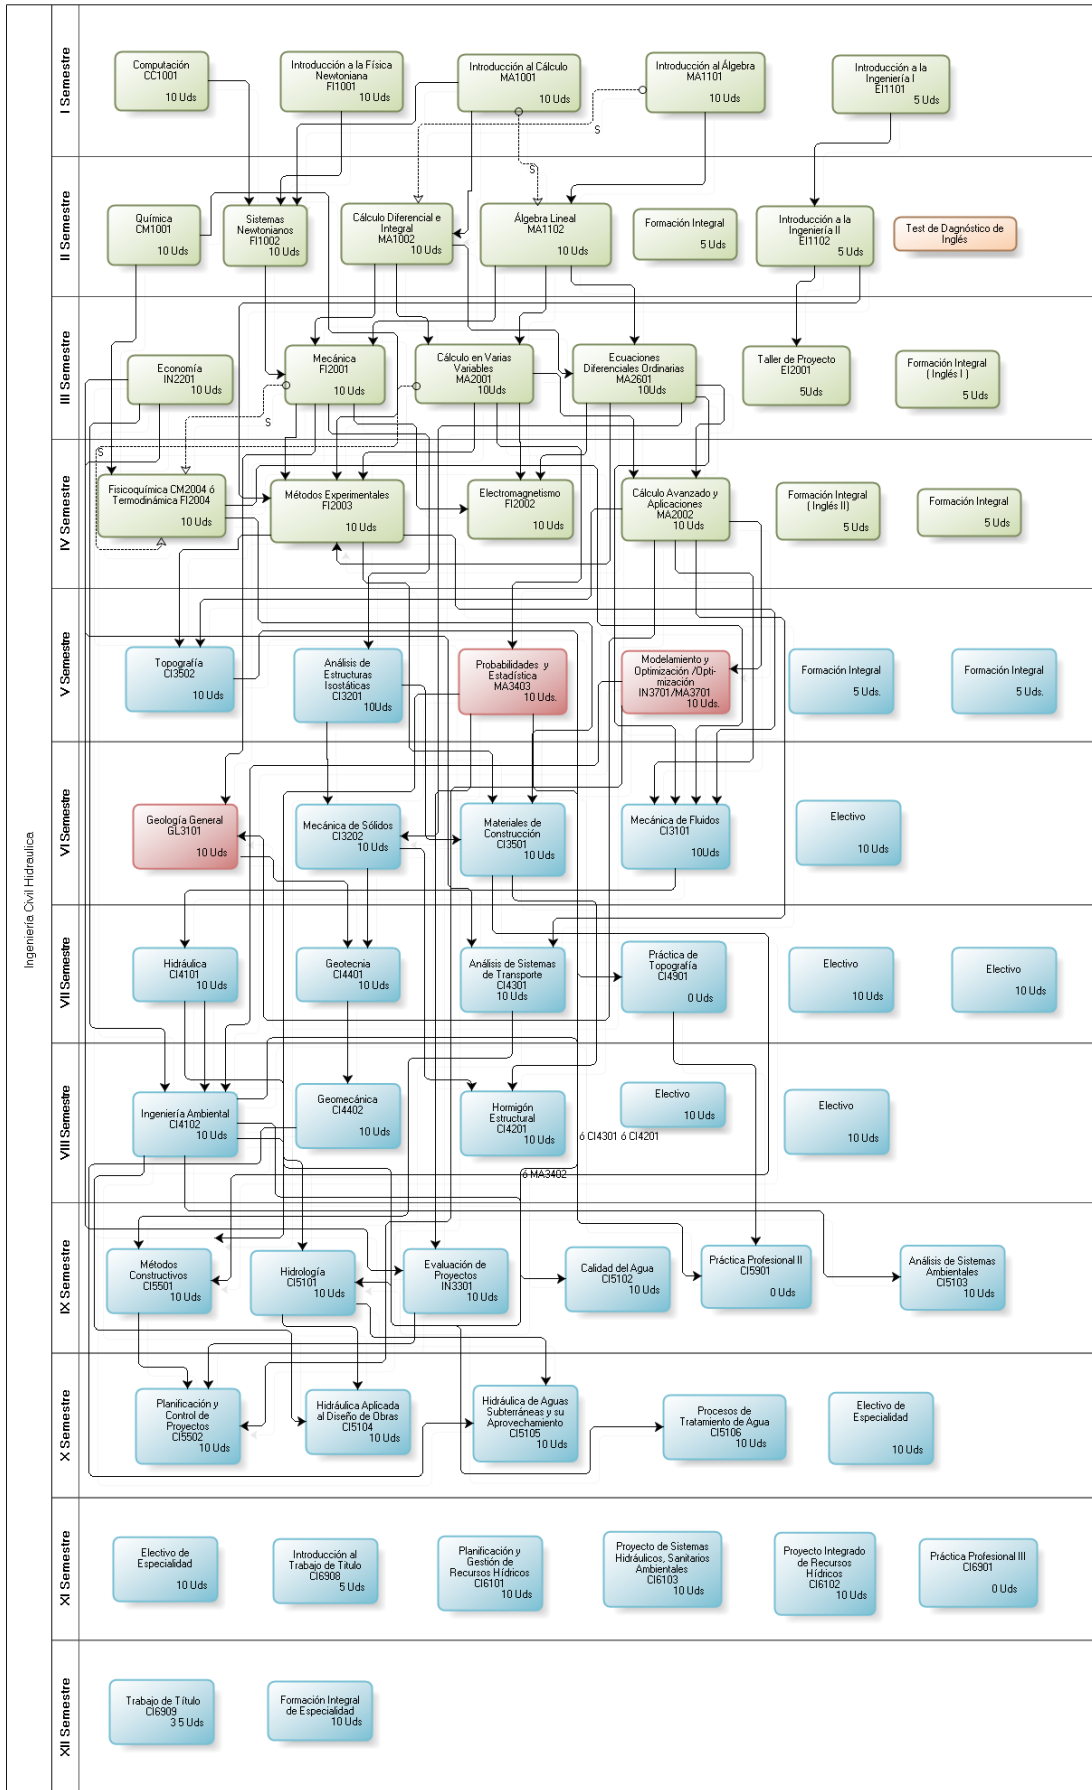 Ingeniería Civil Hidraulica
I Semestre
Computación
CC1001
10 Uds
Introducción a la Física
Newtoniana
FI1001
10 Uds
Introducción al Cálculo
MA1001
10 Uds
Introducción al Álgebra
MA1101
10 Uds
Introducción a la
Ingeniería I
EI1101
5 Uds
S
S
II Semestre
Química
CM1001
10 Uds
Sistemas
Newtonianos
FI1002
10 Uds
Cálculo Diferencial e
Integral
MA1002
10 Uds
Álgebra Lineal
MA1102
10 Uds
Formación Integral
5 Uds
Introducción a la
Ingeniería II
EI1102
5 Uds
Test de Dagnóstico de
Inglés
III Semestre
Economía
IN2201
10 Uds
Mecánica
FI2001
10 Uds
Cálculo en Varias
Variables
MA2001
10Uds
Ecuaciones
Diferenciales Ordinarias
MA2601
10Uds
Taller de Proyecto
EI2001
5Uds
Formación Integral
( Inglés I )
5 Uds
S
S
IV Semestre
Fisicoquímica CM2004 ó
Termodinámica FI2004
10 Uds
Métodos Experimentales
FI2003
10 Uds
Electromagnetismo
FI2002
10 Uds
Cálculo Avanzado y
Aplicaciones
MA2002
10 Uds
Formación Integral
( Inglés II)
5 Uds
Formación Integral
5 Uds
V Semestre
Topografía
CI3502
10 Uds
Análisis de
Estructuras
Isostáticas
CI3201
10Uds
Probabilidades y
Estadística
MA3403
10 Uds.
Modelamiento y
Optimización /Opti-
mización
IN3701/MA3701
10 Uds.
Formación Integral
5 Uds.
Formación Integral
5 Uds.
VI Semestre
Geología General
GL3101
10 Uds
Mecánica de Sólidos
CI3202
10 Uds
Materiales de
Construcción
CI3501
10 Uds
Mecánica de Fluidos
CI3101
10Uds
Electivo
10 Uds
VII Semestre
Hidráulica
CI4101
10 Uds
Geotecnia
CI4401
10 Uds
Análisis de Sistemas
de Transporte
CI4301
10 Uds
Práctica de
Topografía
CI4901
0 Uds
Electivo
10 Uds
Electivo
10 Uds
VIII Semestre
Ingeniería Ambiental
CI4102
10 Uds
Geomecánica
CI4402
10 Uds
Hormigón
Estructural
CI4201
10 Uds
Electivo
10 Uds
Electivo
10 Uds
ó CI4301 ó CI4201
ó MA3402
IX Semestre
Métodos
Constructivos
CI5501
10 Uds
Hidrología
CI5101
10 Uds
Evaluación de
Proyectos
IN3301
10 Uds
Calidad del Agua
CI5102
10 Uds
Práctica Profesional II
CI5901
0 Uds
Análisis de Sistemas
Ambientales
CI5103
10 Uds
X Semestre
Planificación y
Control de
Proyectos
CI5502
10 Uds
Hidráulica Aplicada
al Diseño de Obras
CI5104
10 Uds
Hidráulica de Aguas
Subterráneas y su
Aprovechamiento
CI5105
10 Uds
Procesos de
Tratamiento de Agua
CI5106
10 Uds
Electivo de
Especialidad
10 Uds
XI Semestre
Electivo de
Especialidad
10 Uds
Introducción al
Trabajo de Título
CI6908
5 Uds
Planificación y
Gestión de
Recursos Hídricos
CI6101
10 Uds
Proyecto de Sistemas
Hidráulicos, Sanitarios
Ambientales
CI6103
10 Uds
Proyecto Integrado
de Recursos
Hídricos
CI6102
10 Uds
Práctica Profesional III
CI6901
0 Uds
XII Semestre
Trabajo de Título
CI6909
3 5 Uds
Formación Integral
de Especialidad
10 Uds